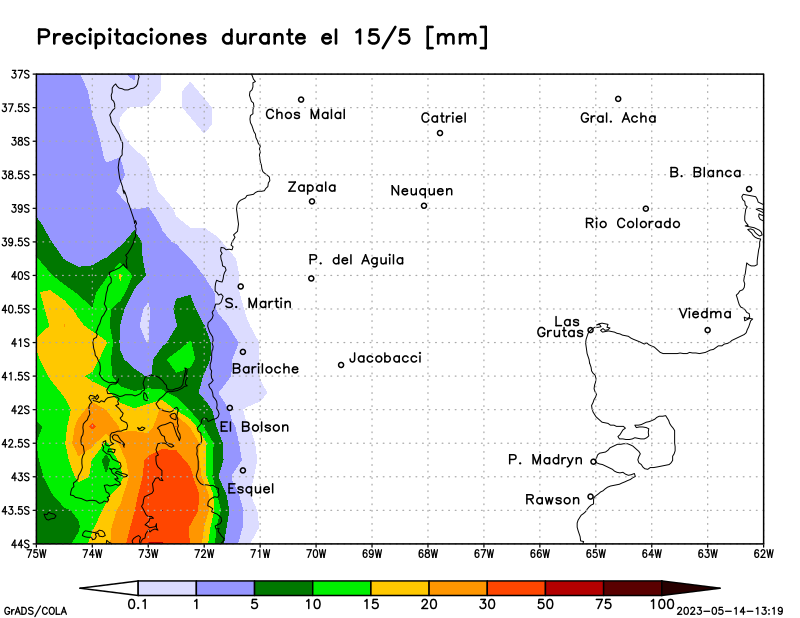 Precipitaciones durante el 15/5 [mm]
37S
Chos Malal
Gral. Acha
37.5S
Catriel
38S
B. Blanca
38.5S
Zapala
Neuquen
39S
Rio Colorado
39.5S
P. del Aguila
40S
S. Martin
40.5S
Viedma
Las
Grutas
41S
Jacobacci
Bariloche
41.5S
42S
El Bolson
42.5S
P. Madryn
43S
Esquel
Rawson
43.5S
44S
75W 74W 73W 72W 71W 70W 69W 68W 67W 66W 65W 64W 63W 62W
0.1 1 5 10 15 20 30 50 75 100
GrADS/COLA
2023-05-14-13:19